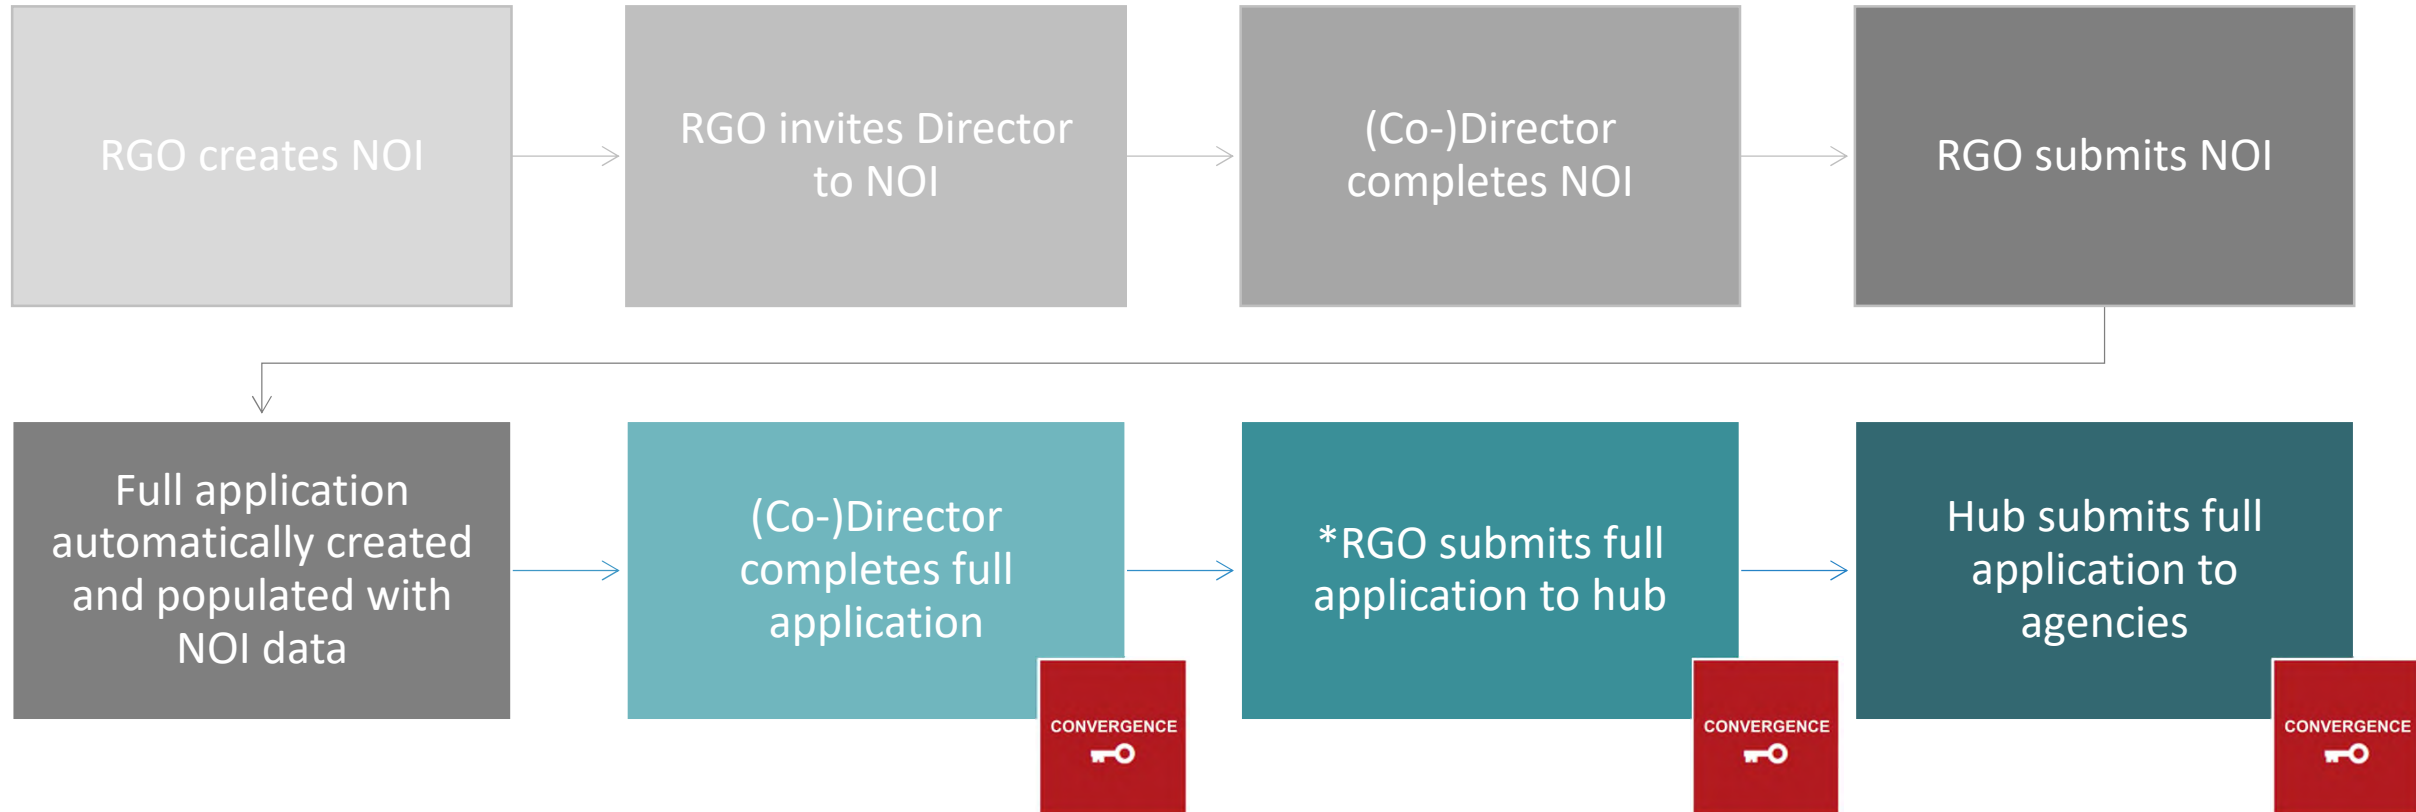 RGO creates NOI
RGO invites Director
to NOI
(Co-)Director
completes NOI
RGO submits NOI
Full application
automatically created
and populated with
NOI data
(Co-)Director
completes full
application
CONVERGENCE
*RGO submits full
application to hub
CONVERGENCE
Hub submits full
application to
agencies
CONVERGENCE